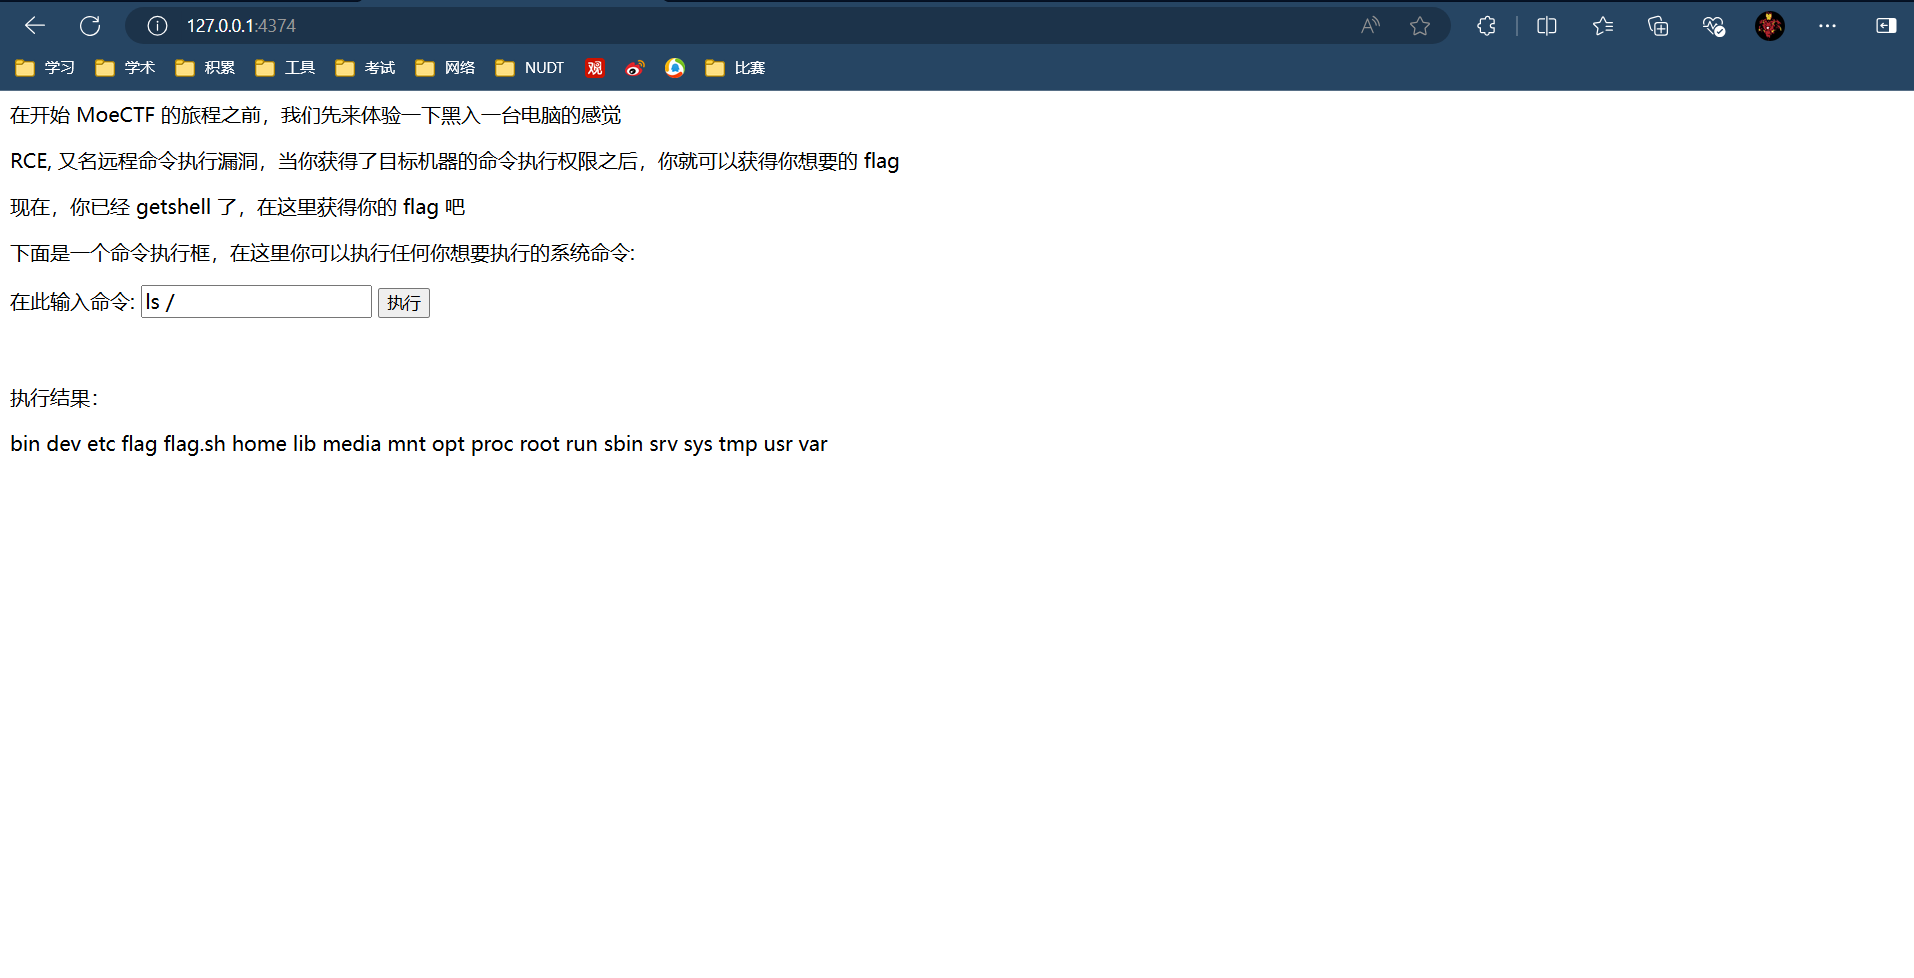 127.0.0.1:4374
学习 学术 积累 工具 考试 网络 NUDT 观 比赛
在开始 MoeCTF 的旅程之前，我们先来体验一下黑入一台电脑的感觉
RCE, 又名远程命令执行漏洞，当你获得了目标机器的命令执行权限之后，你就可以获得你想要的 flag
现在，你已经 getshell 了，在这里获得你的 flag 吧
下面是一个命令执行框，在这里你可以执行任何你想要执行的系统命令:
在此输入命令: ls / 执行
执行结果：
bin dev etc flag flag.sh home lib media mnt opt proc root run sbin srv sys tmp usr var